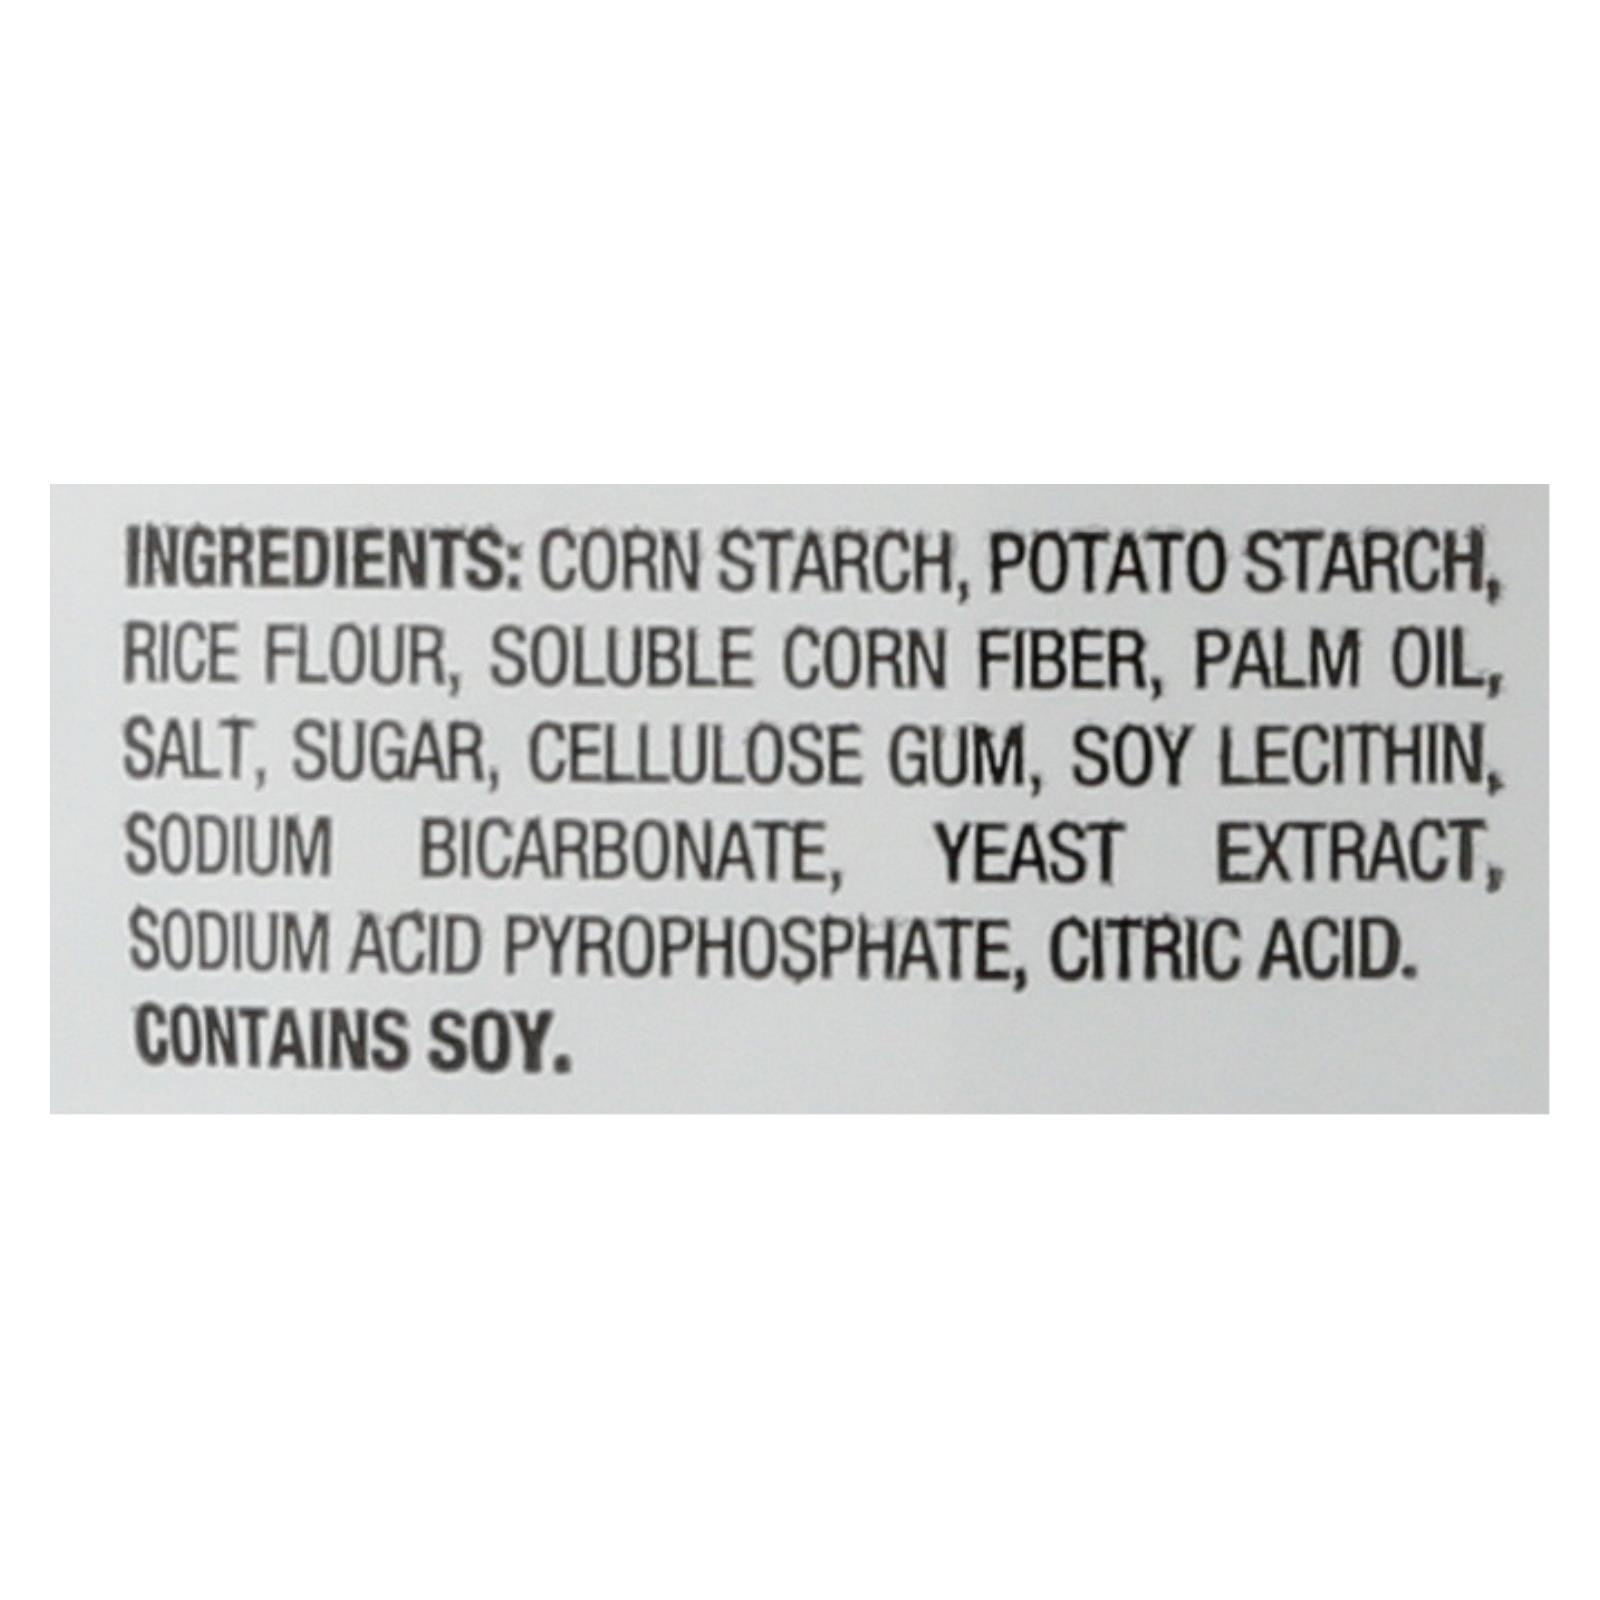 INGREDIENTS: CORN STARCH, POTATO STARCH,
RICE FLOUR, SOLUBLE CORN FIBER, PALM OIL,
SALT, SUGAR, CELLULOSE GUM, SOY LECITHIN,
SODIUM BICARBONATE, YEAST EXTRACT,
SODIUM ACID PYROPHOSPHATE, CITRIC ACID.
CONTAINS SOY.